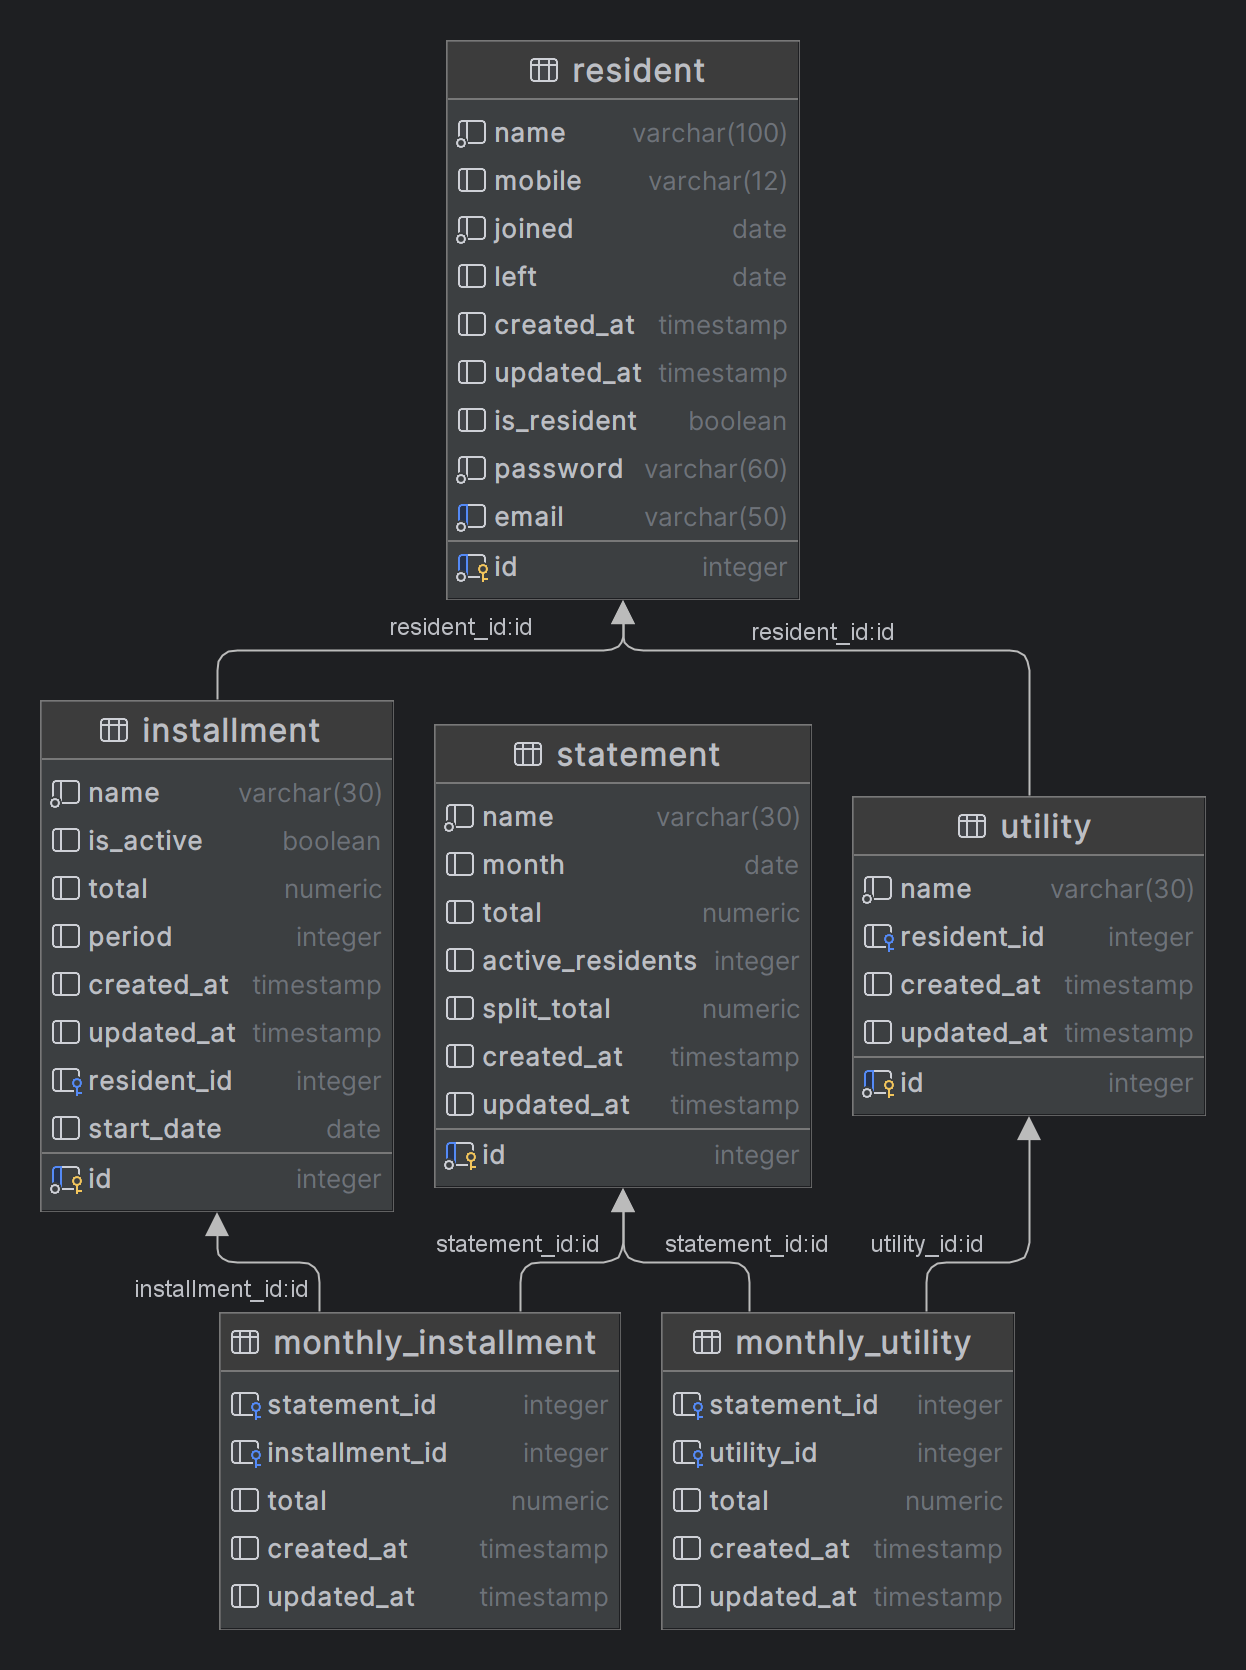 resident
name varchar(100)
mobile varchar(12)
joined date
left date
created_at timestamp
updated_at timestamp
is_resident boolean
password varchar(60)
email varchar(50)
id integer
resident_id:id
resident_id:id
installment
name varchar(30)
is_active boolean
total numeric
period integer
created_at timestamp
updated_at timestamp
resident_id integer
start_date date
id integer
statement
name varchar(30)
month date
total numeric
active_residents integer
split_total numeric
created_at timestamp
updated_at timestamp
id integer
utility
name varchar(30)
resident_id integer
created_at timestamp
updated_at timestamp
id integer
installment_id:id
statement_id:id
statement_id:id
utility_id:id
monthly_installment
statement_id integer
installment_id integer
total numeric
created_at timestamp
updated_at timestamp
monthly_utility
statement_id integer
utility_id integer
total numeric
created_at timestamp
updated_at timestamp